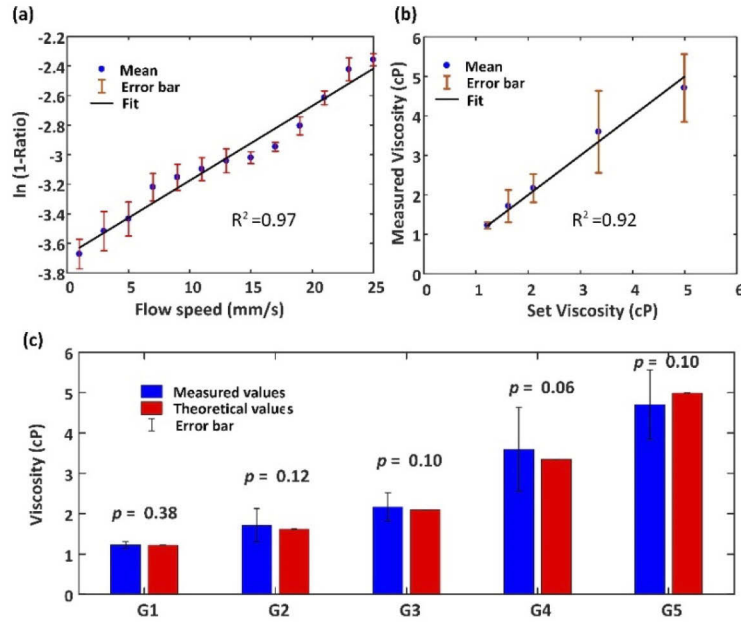 (a)
-2.2
-2.4
-2.6
-2.8
-3
-3.2
-3.4
-3.6
-3.8
ln (1-Ratio)
Mean
Error bar
Fit
R² =0.97
0 5 10 15 20 25
Flow speed (mm/s)
(b)
6
5
4
3
2
1
0
Measured Viscosity (cP)
Mean
Error bar
Fit
R² =0.92
0 1 2 3 4 5 6
Set Viscosity (cP)
(c)
6
5
4
3
2
1
0
Viscosity (cP)
Measured values
Theoretical values
Error bar
p = 0.38
p = 0.12
p = 0.10
p = 0.06
p = 0.10
G1 G2 G3 G4 G5